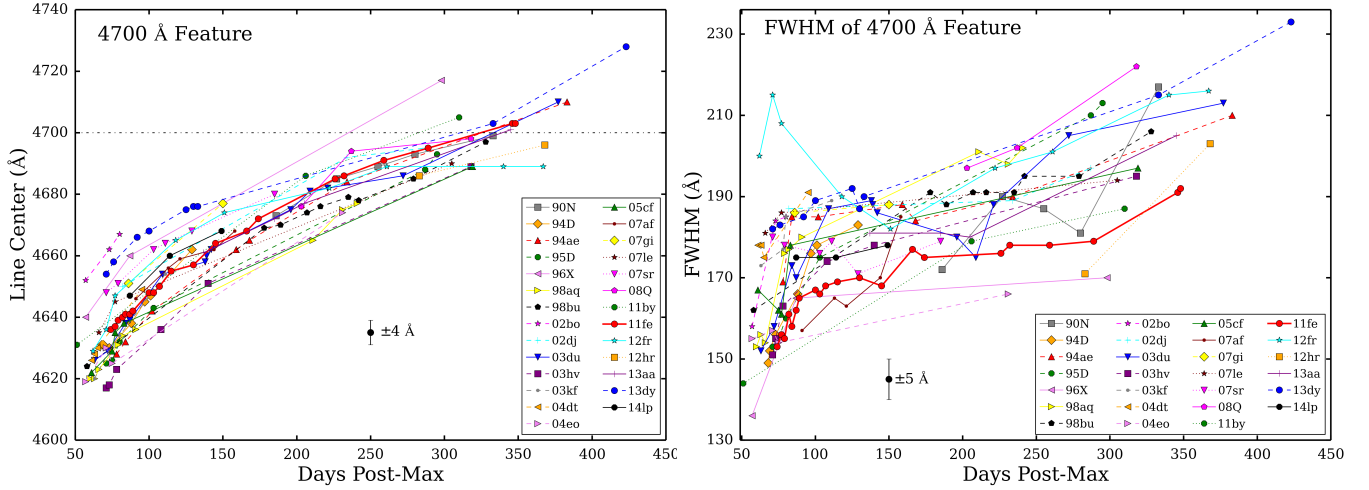 4700 Å Feature
4740
4720
4700
4680
4660
4640
4620
4600
Line Center (Å)
±4 Å
90N
94D
94ae
95D
96X
98aq
98bu
02bo
02dj
03du
03hv
03kf
04dt
04eo
05cf
07af
07gi
07le
07sr
08Q
11by
11fe
12fr
12hr
13aa
13dy
14lp
50 100 150 200 250 300 350 400 450
Days Post-Max
FWHM of 4700 Å Feature
230
210
190
170
150
130
FWHM (Å)
±5 Å
90N
94D
94ae
95D
96X
98aq
98bu
02bo
02dj
03du
03hv
03kf
04dt
04eo
05cf
07af
07gi
07le
07sr
08Q
11by
11fe
12fr
12hr
13aa
13dy
14lp
50 100 150 200 250 300 350 400 450
Days Post-Max